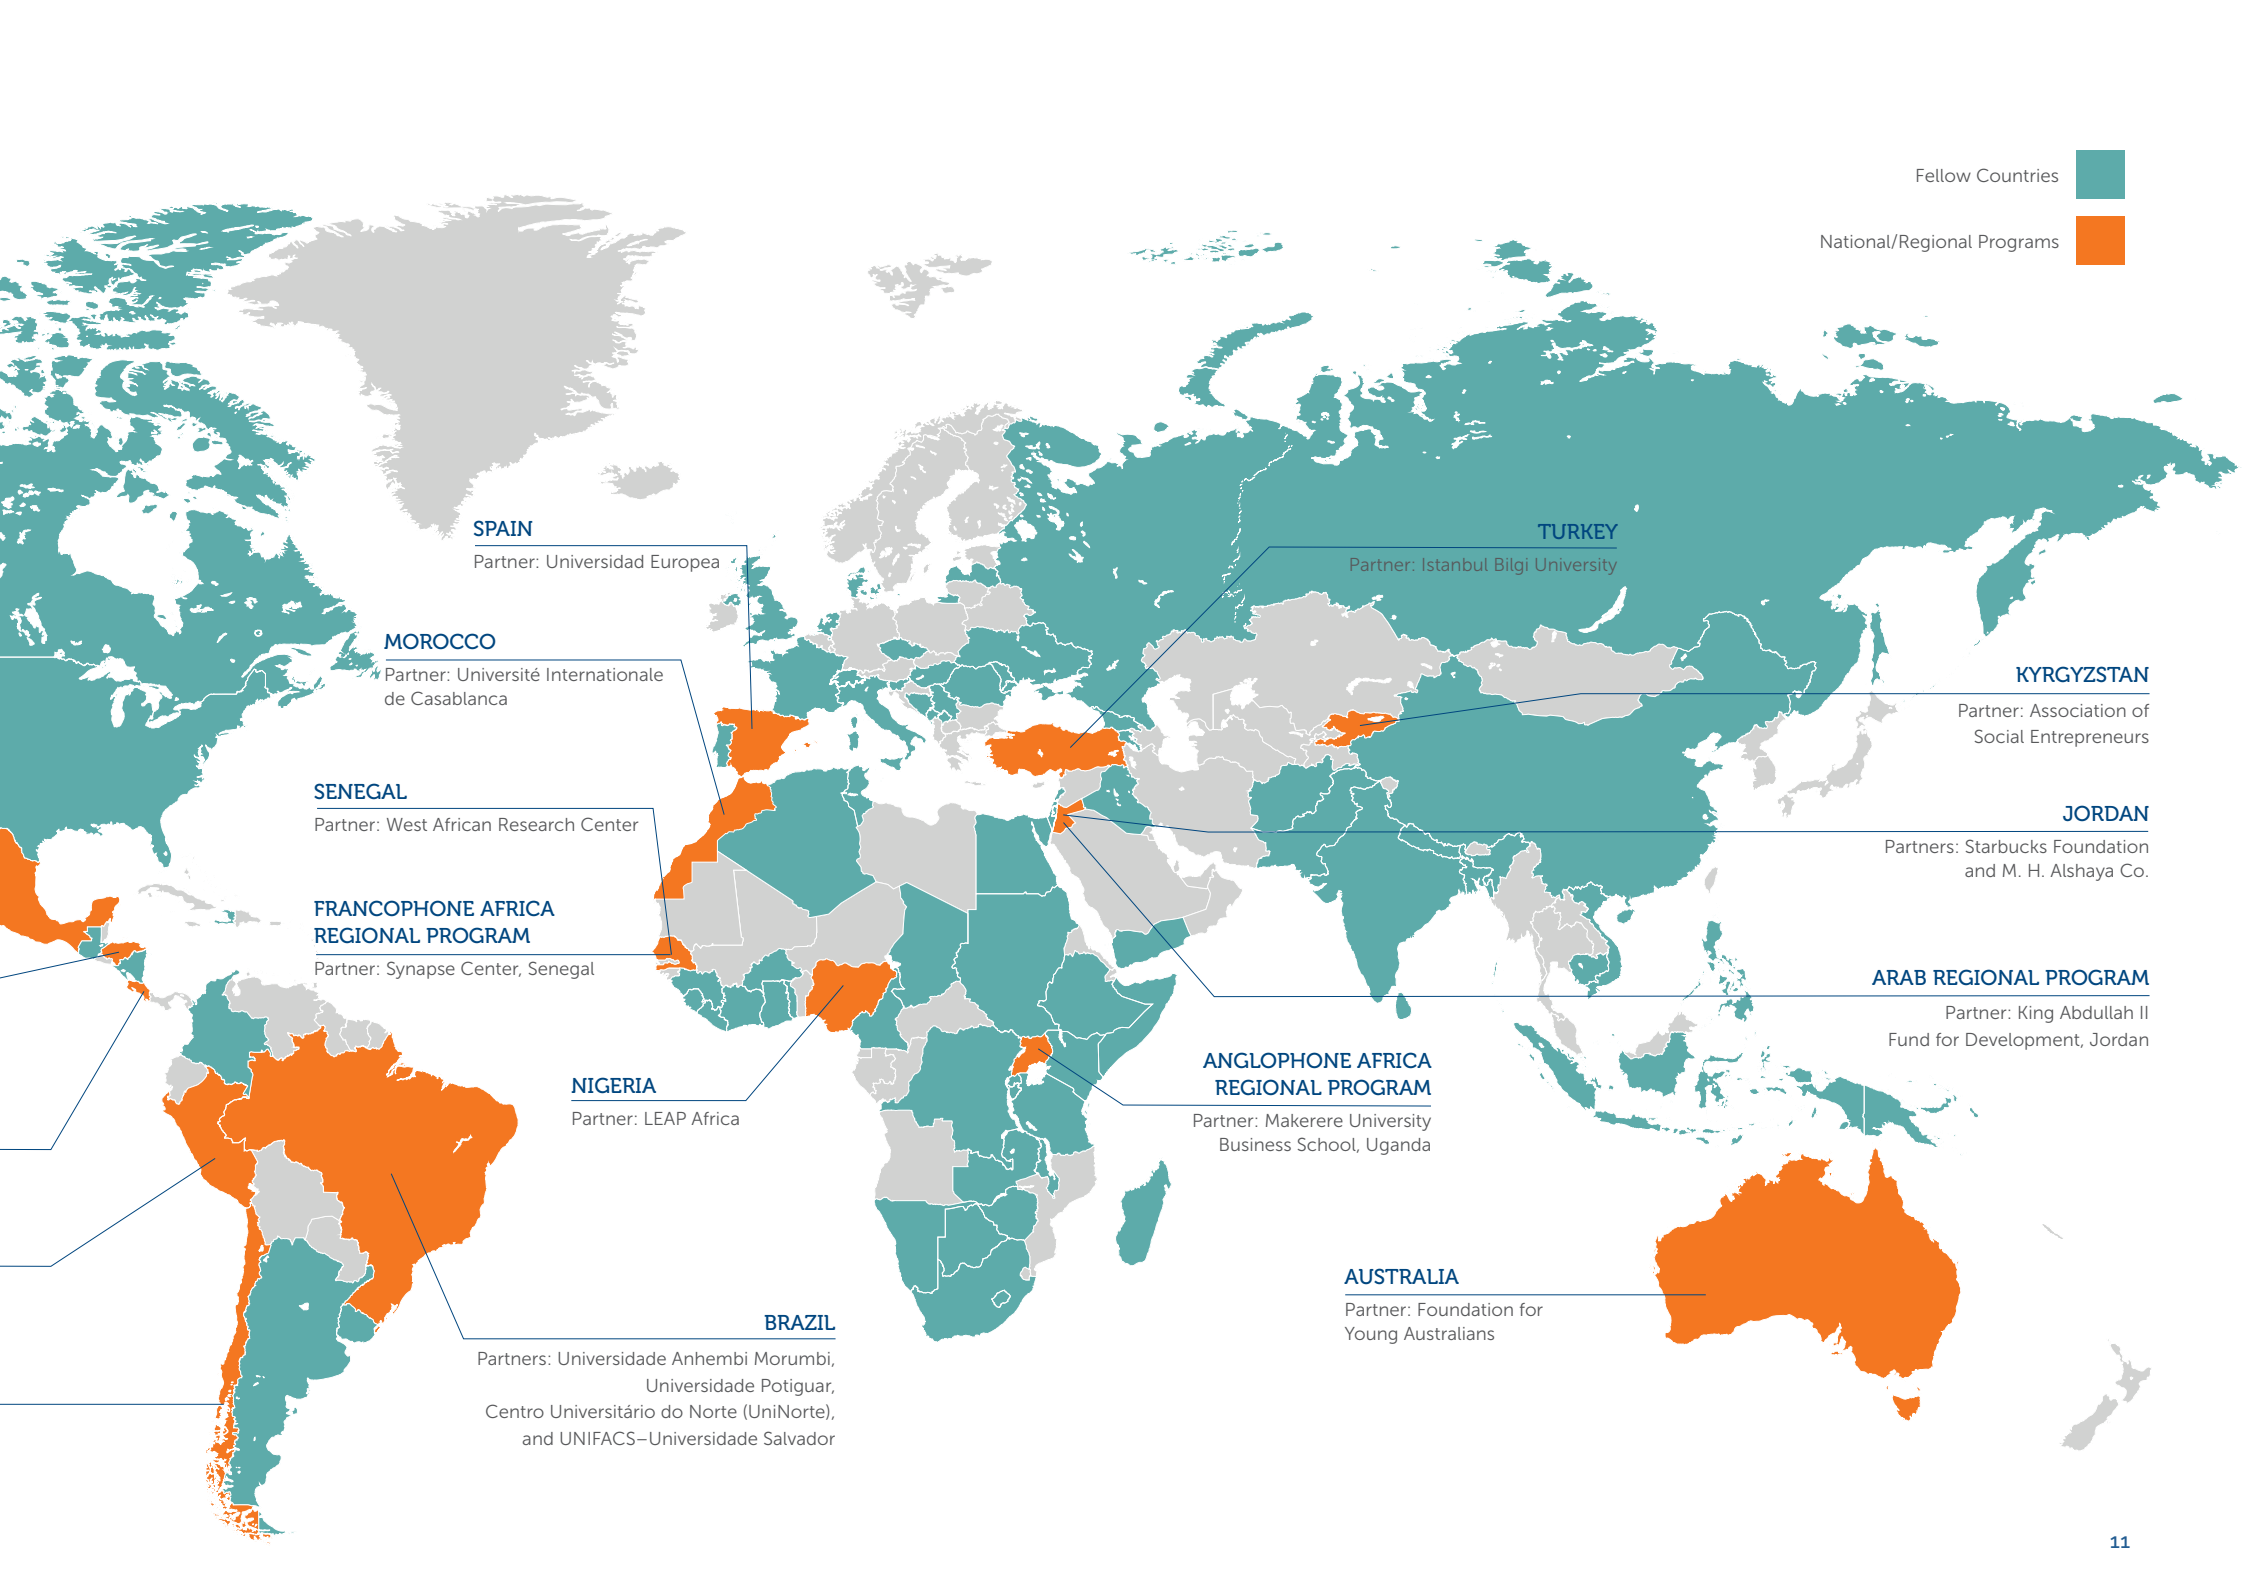 Fellow Countries
National/Regional Programs
SPAIN
Partner: Universidad Europea
TURKEY
Partner: Istanbul Bilgi University
MOROCCO
Partner: Université Internationale
de Casablanca
KYRGYZSTAN
Partner: Association of
Social Entrepreneurs
SENEGAL
Partner: West African Research Center
JORDAN
Partners: Starbucks Foundation
and M. H. Alshaya Co.
FRANCOPHONE AFRICA
REGIONAL PROGRAM
Partner: Synapse Center, Senegal
ARAB REGIONAL PROGRAM
Partner: King Abdullah II
Fund for Development, Jordan
NIGERIA
Partner: LEAP Africa
ANGLOPHONE AFRICA
REGIONAL PROGRAM
Partner: Makerere University
Business School, Uganda
AUSTRALIA
Partner: Foundation for
Young Australians
BRAZIL
Partners: Universidade Anhembi Morumbi,
Universidade Potiguar,
Centro Universitário do Norte (UniNorte),
and UNIFACS–Universidade Salvador
11